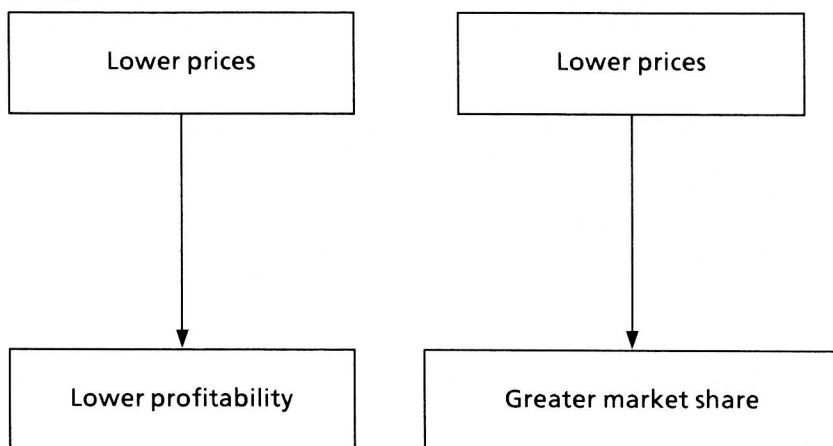 Lower prices
Lower prices
Lower profitability
Greater market share